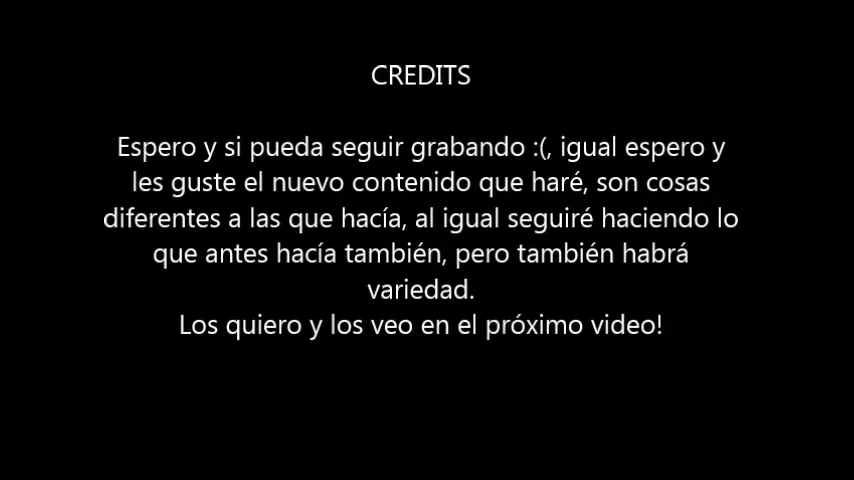 CREDITS
Espero y si pueda seguir grabando :(, igual espero y
les guste el nuevo contenido que haré, son cosas
diferentes a las que hacía, al igual seguiré haciendo lo
que antes hacía también, pero también habrá
variedad.
Los quiero y los veo en el próximo video!